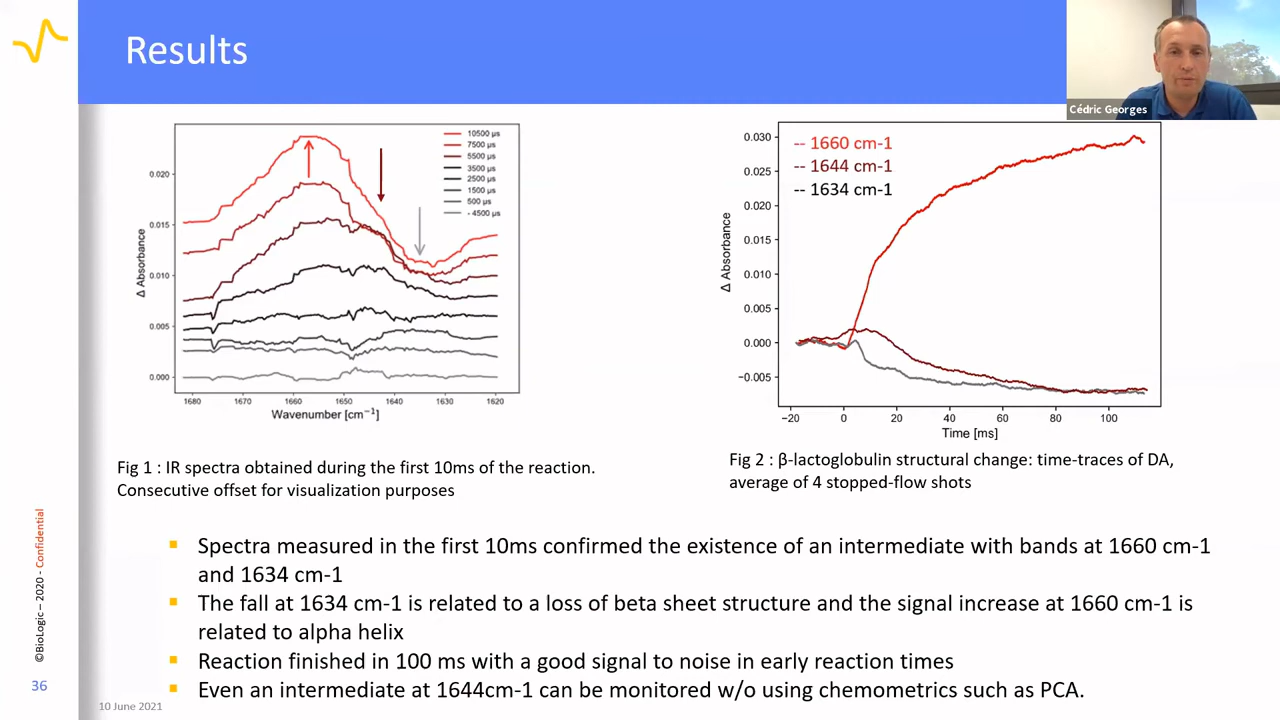 Results
Cédric Georges
10500 µs
7500 µs
5500 µs
3500 µs
2500 µs
1500 µs
500 µs
- 4500 µs
0.020
0.015
0.010
0.005
0.000
Δ Absorbance
1680 1670 1660 1650 1640 1630 1620
Wavenumber [cm⁻¹]
-- 1660 cm-1
-- 1644 cm-1
-- 1634 cm-1
0.030
0.025
0.020
0.015
0.010
0.005
0.000
−0.005
Δ Absorbance
−20 0 20 40 60 80 100
Time [ms]
Fig 1 : IR spectra obtained during the first 10ms of the reaction.
Consecutive offset for visualization purposes
Fig 2 : β-lactoglobulin structural change: time-traces of DA,
average of 4 stopped-flow shots
▪ Spectra measured in the first 10ms confirmed the existence of an intermediate with bands at 1660 cm-1
and 1634 cm-1
▪ The fall at 1634 cm-1 is related to a loss of beta sheet structure and the signal increase at 1660 cm-1 is
related to alpha helix
▪ Reaction finished in 100 ms with a good signal to noise in early reaction times
▪ Even an intermediate at 1644cm-1 can be monitored w/o using chemometrics such as PCA.
©BioLogic – 2020 - Confidential
36
10 June 2021